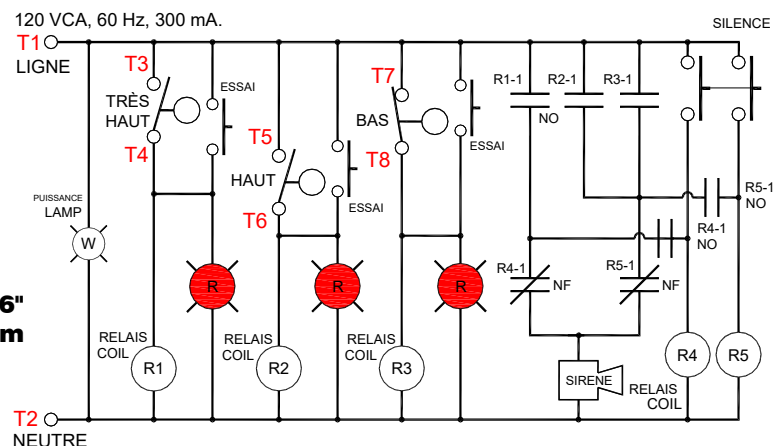 120 VCA, 60 Hz, 300 mA.
SILENCE
T1
LIGNE
T3
TRÈS
HAUT
T4
ESSAI
T5
HAUT
T6
ESSAI
T7
BAS
T8
ESSAI
R1-1
NO
R2-1
R3-1
R5-1
NO
R4-1
NO
PUISSANCE
LAMP
W
R
R
R
R4-1
NF
R5-1
NF
6"
m
RELAIS
COIL
R1
RELAIS
COIL
R2
RELAIS
COIL
R3
SIRENE
RELAIS
COIL
R4
R5
T2
NEUTRE